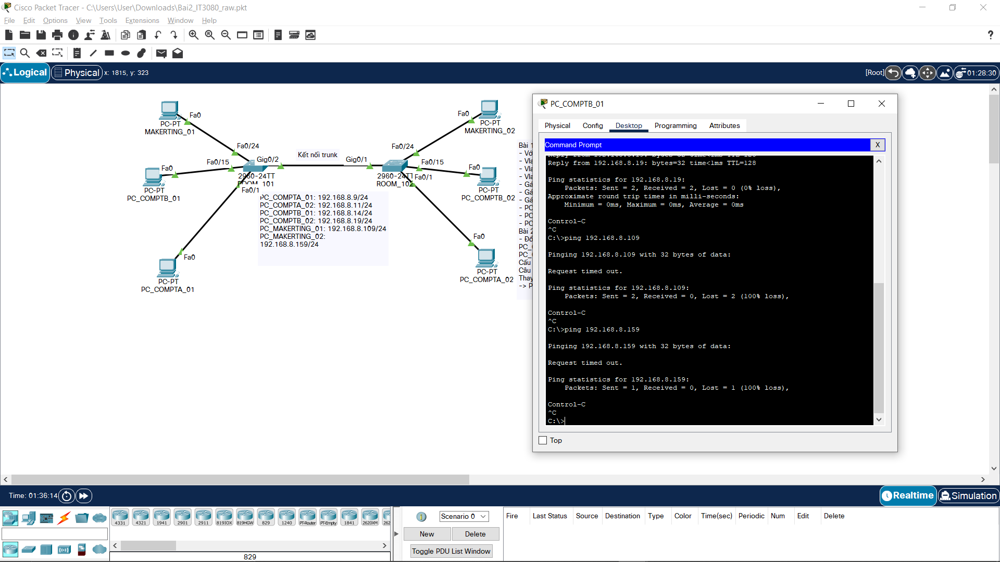 Cisco Packet Tracer - C:\Users\User\Downloads\Bai2_IT3080_raw.pkt
File Edit Options View Tools Extensions Window Help
?
Logical Physical x: 1815, y: 323
[Root] 01:28:30
Fa0
PC-PT
MAKERTING_01
Fa0/24
Fa0/15
Gig0/2
Fa0
PC-PT
PC_COMPTB_01
2960-24TT
ROOM_101
Fa0/1
Fa0
PC-PT
PC_COMPTA_01
Kết nối trunk
Gig0/1
Fa0
PC-PT
MAKERTING_02
Fa0/24
Fa0/15
Fa0
2960-24TT
ROOM_102
Fa0/1
PC-PT
PC_COMPTB_02
Fa0
PC-PT
PC_COMPTA_02
PC_COMPTA_01: 192.168.8.9/24
PC_COMPTA_02: 192.168.8.11/24
PC_COMPTB_01: 192.168.8.14/24
PC_COMPTB_02: 192.168.8.19/24
PC_MAKERTING_01: 192.168.8.109/24
PC_MAKERTING_02:
192.168.8.159/24
Bài 1
- Vớ
- Vla
- Vla
- Vla
- Gá
- Gá
- Gá
- PC
- PC
- PC
Bài 2
- Đổ
PC_
PC_
Cấu
Câu
Thay
-> P
PC_COMPTB_01
Physical Config Desktop Programming Attributes
Command Prompt X
Reply from 192.168.8.19: bytes=32 time<1ms TTL=128
Reply from 192.168.8.19: bytes=32 time<1ms TTL=128
Ping statistics for 192.168.8.19:
Packets: Sent = 2, Received = 2, Lost = 0 (0% loss),
Approximate round trip times in milli-seconds:
Minimum = 0ms, Maximum = 0ms, Average = 0ms
Control-C
^C
C:\>ping 192.168.8.109
Pinging 192.168.8.109 with 32 bytes of data:
Request timed out.
Ping statistics for 192.168.8.109:
Packets: Sent = 2, Received = 0, Lost = 2 (100% loss),
Control-C
^C
C:\>ping 192.168.8.159
Pinging 192.168.8.159 with 32 bytes of data:
Request timed out.
Ping statistics for 192.168.8.159:
Packets: Sent = 1, Received = 0, Lost = 1 (100% loss),
Control-C
^C
C:\>
Top
Time: 01:36:14
Realtime Simulation
4331 4321 1941 2901 2911 819IOX 819HGW 829 1240 PT-Router PT-Empty 1841 2620XM 262
829
Scenario 0
New Delete
Toggle PDU List Window
Fire Last Status Source Destination Type Color Time(sec) Periodic Num Edit Delete